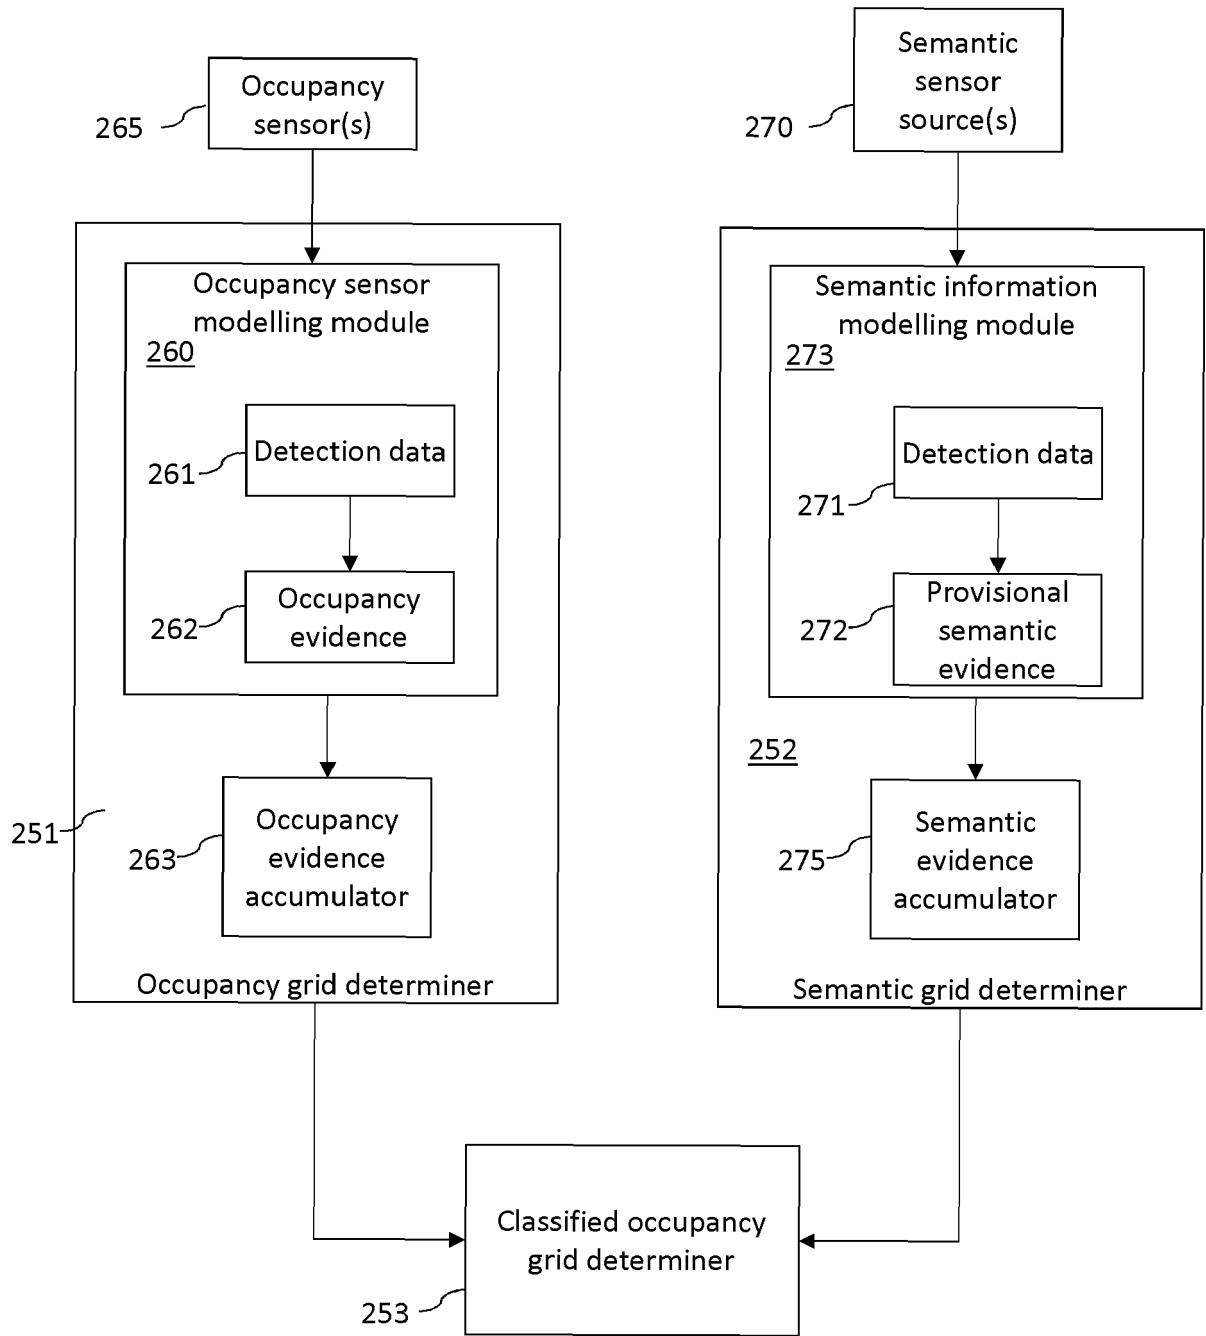 Occupancy
sensor(s)
265
Semantic
sensor
source(s)
270
Occupancy sensor
modelling module
260
Detection data
261
Occupancy
evidence
262
251
Occupancy
evidence
accumulator
263
Occupancy grid determiner
Semantic information
modelling module
273
Detection data
271
Provisional
semantic
evidence
272
252
Semantic
evidence
accumulator
275
Semantic grid determiner
Classified occupancy
grid determiner
253